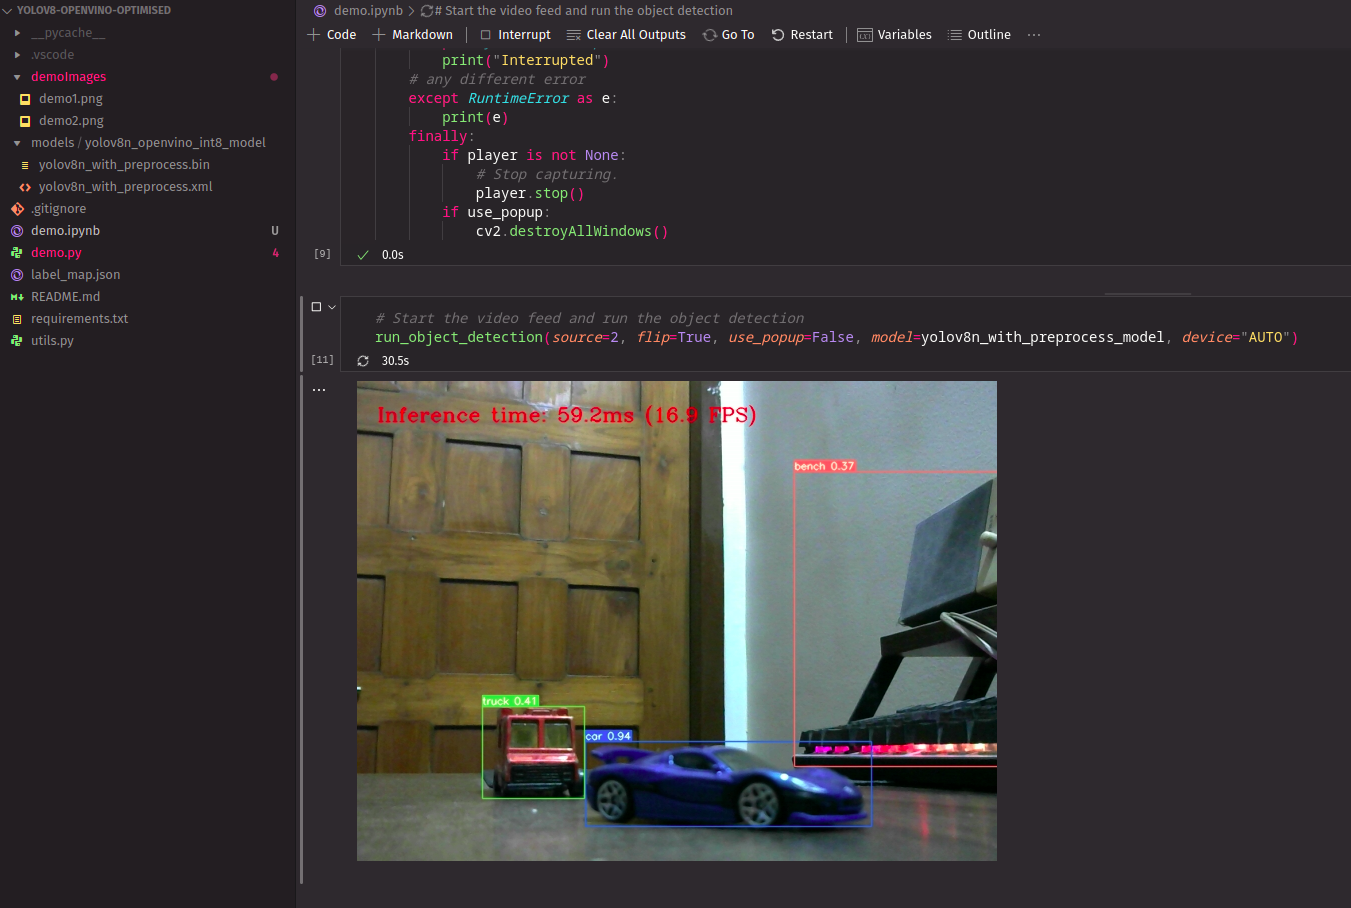 YOLOV8-OPENVINO-OPTIMISED
__pycache__
.vscode
demoImages
demo1.png
demo2.png
models / yolov8n_openvino_int8_model
yolov8n_with_preprocess.bin
yolov8n_with_preprocess.xml
.gitignore
demo.ipynb U
demo.py 4
label_map.json
README.md
requirements.txt
utils.py
demo.ipynb > # Start the video feed and run the object detection
+ Code + Markdown Interrupt Clear All Outputs Go To Restart Variables Outline ...
print("Interrupted")
# any different error
except RuntimeError as e:
print(e)
finally:
if player is not None:
# Stop capturing.
player.stop()
if use_popup:
cv2.destroyAllWindows()
[9] 0.0s
# Start the video feed and run the object detection
run_object_detection(source=2, flip=True, use_popup=False, model=yolov8n_with_preprocess_model, device="AUTO")
[11] 30.5s
...
Inference time: 59.2ms (16.9 FPS)
bench 0.37
truck 0.41
car 0.94